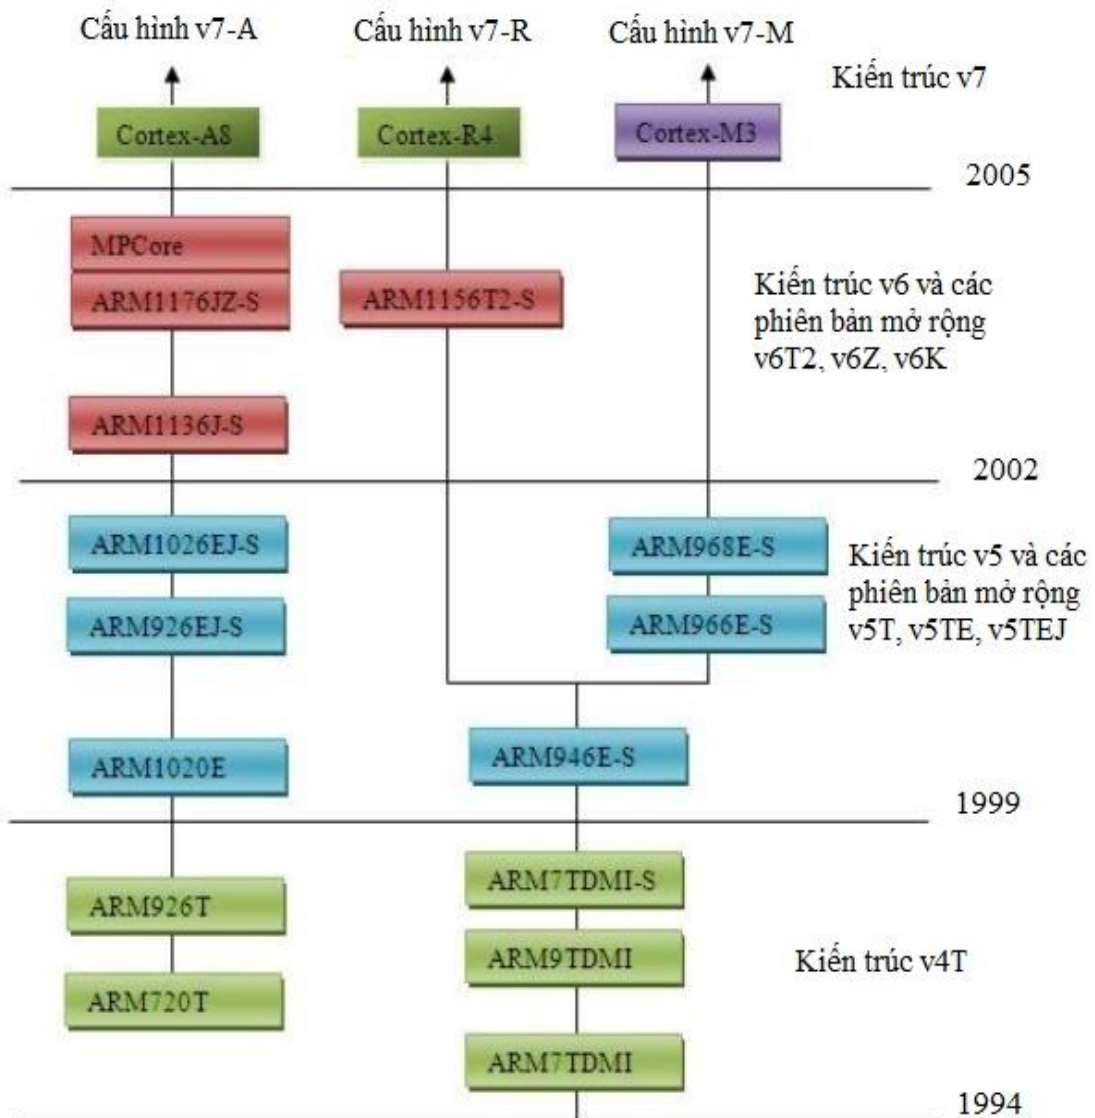 Cấu hình v7-A
Cấu hình v7-R
Cấu hình v7-M
Kiến trúc v7
Cortex-A8
Cortex-R4
Cortex-M3
2005
MPCore
ARM1176JZ-S
ARM1156T2-S
Kiến trúc v6 và các
phiên bản mở rộng
v6T2, v6Z, v6K
ARM1136J-S
2002
ARM1026EJ-S
ARM968E-S
Kiến trúc v5 và các
phiên bản mở rộng
v5T, v5TE, v5TEJ
ARM926EJ-S
ARM966E-S
ARM1020E
ARM946E-S
1999
ARM7TDMI-S
ARM926T
ARM9TDMI
Kiến trúc v4T
ARM720T
ARM7TDMI
1994